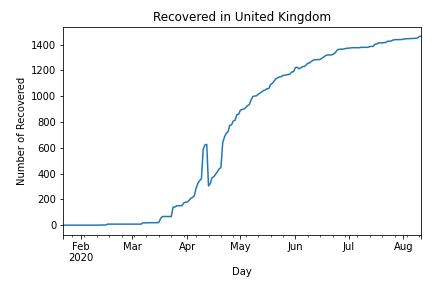 Recovered in United Kingdom
Number of Recovered
1400
1200
1000
800
600
400
200
0
Feb Mar Apr May Jun Jul Aug
2020
Day